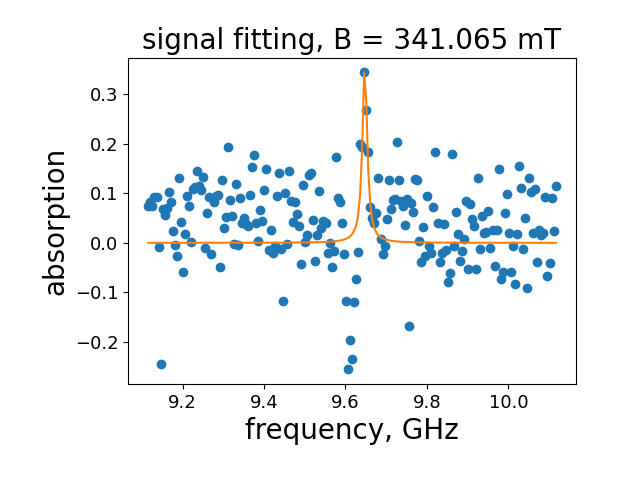 signal fitting, B = 341.065 mT
absorption
0.3
0.2
0.1
0.0
−0.1
−0.2
9.2 9.4 9.6 9.8 10.0
frequency, GHz